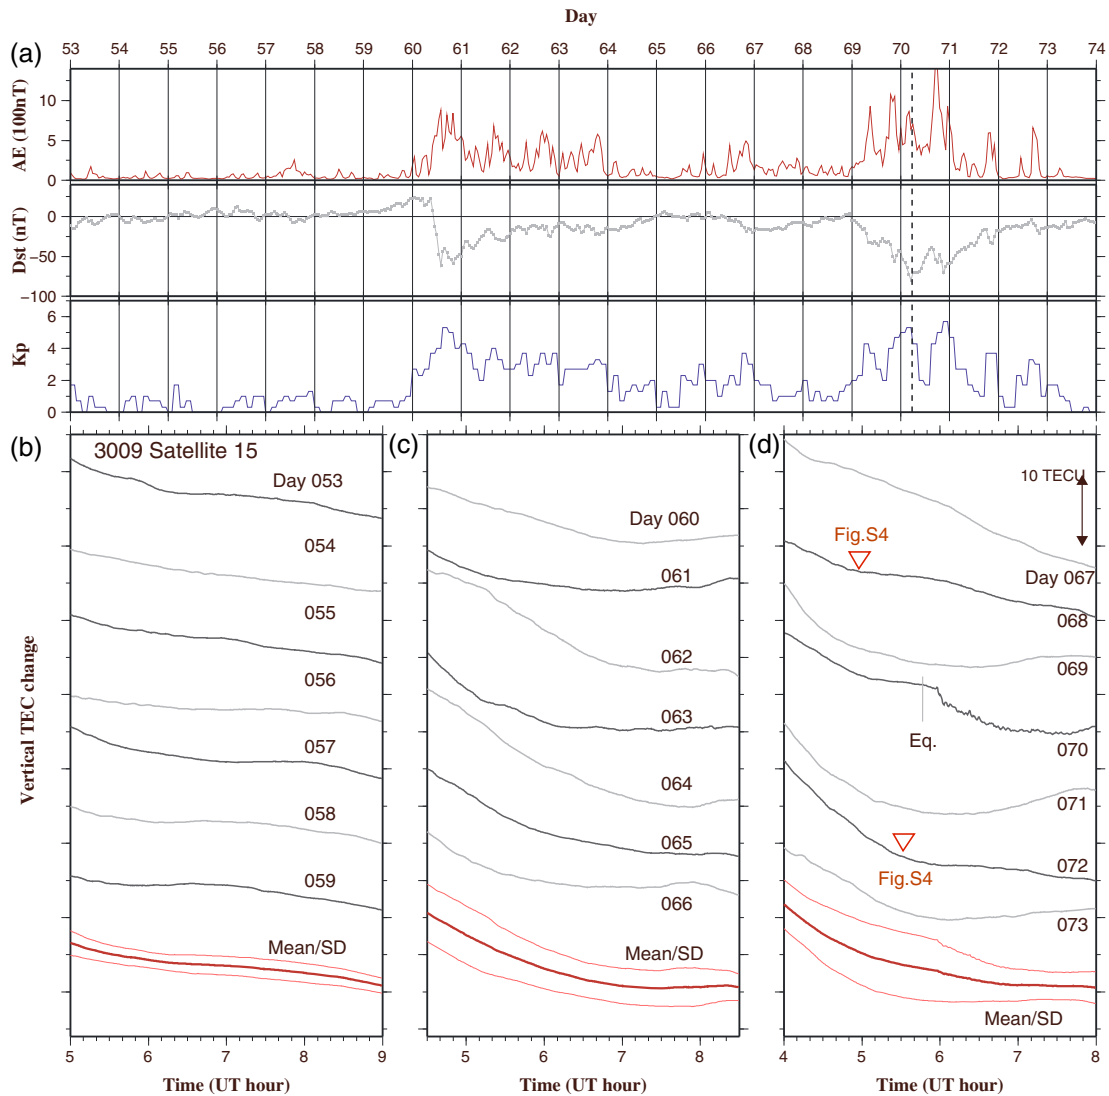 Day
(a)
53 54 55 56 57 58 59 60 61 62 63 64 65 66 67 68 69 70 71 72 73 74
AE (100nT)
10
5
0
Dst (nT)
0
−50
−100
Kp
6
4
2
0
(b)
3009 Satellite 15
Day 053
054
055
056
057
058
059
Mean/SD
Vertical TEC change
5 6 7 8 9
Time (UT hour)
(c)
Day 060
061
062
063
064
065
066
Mean/SD
5 6 7 8
Time (UT hour)
(d)
10 TECU
Fig.S4
Day 067
068
069
Eq.
070
071
072
Fig.S4
073
Mean/SD
4 5 6 7 8
Time (UT hour)